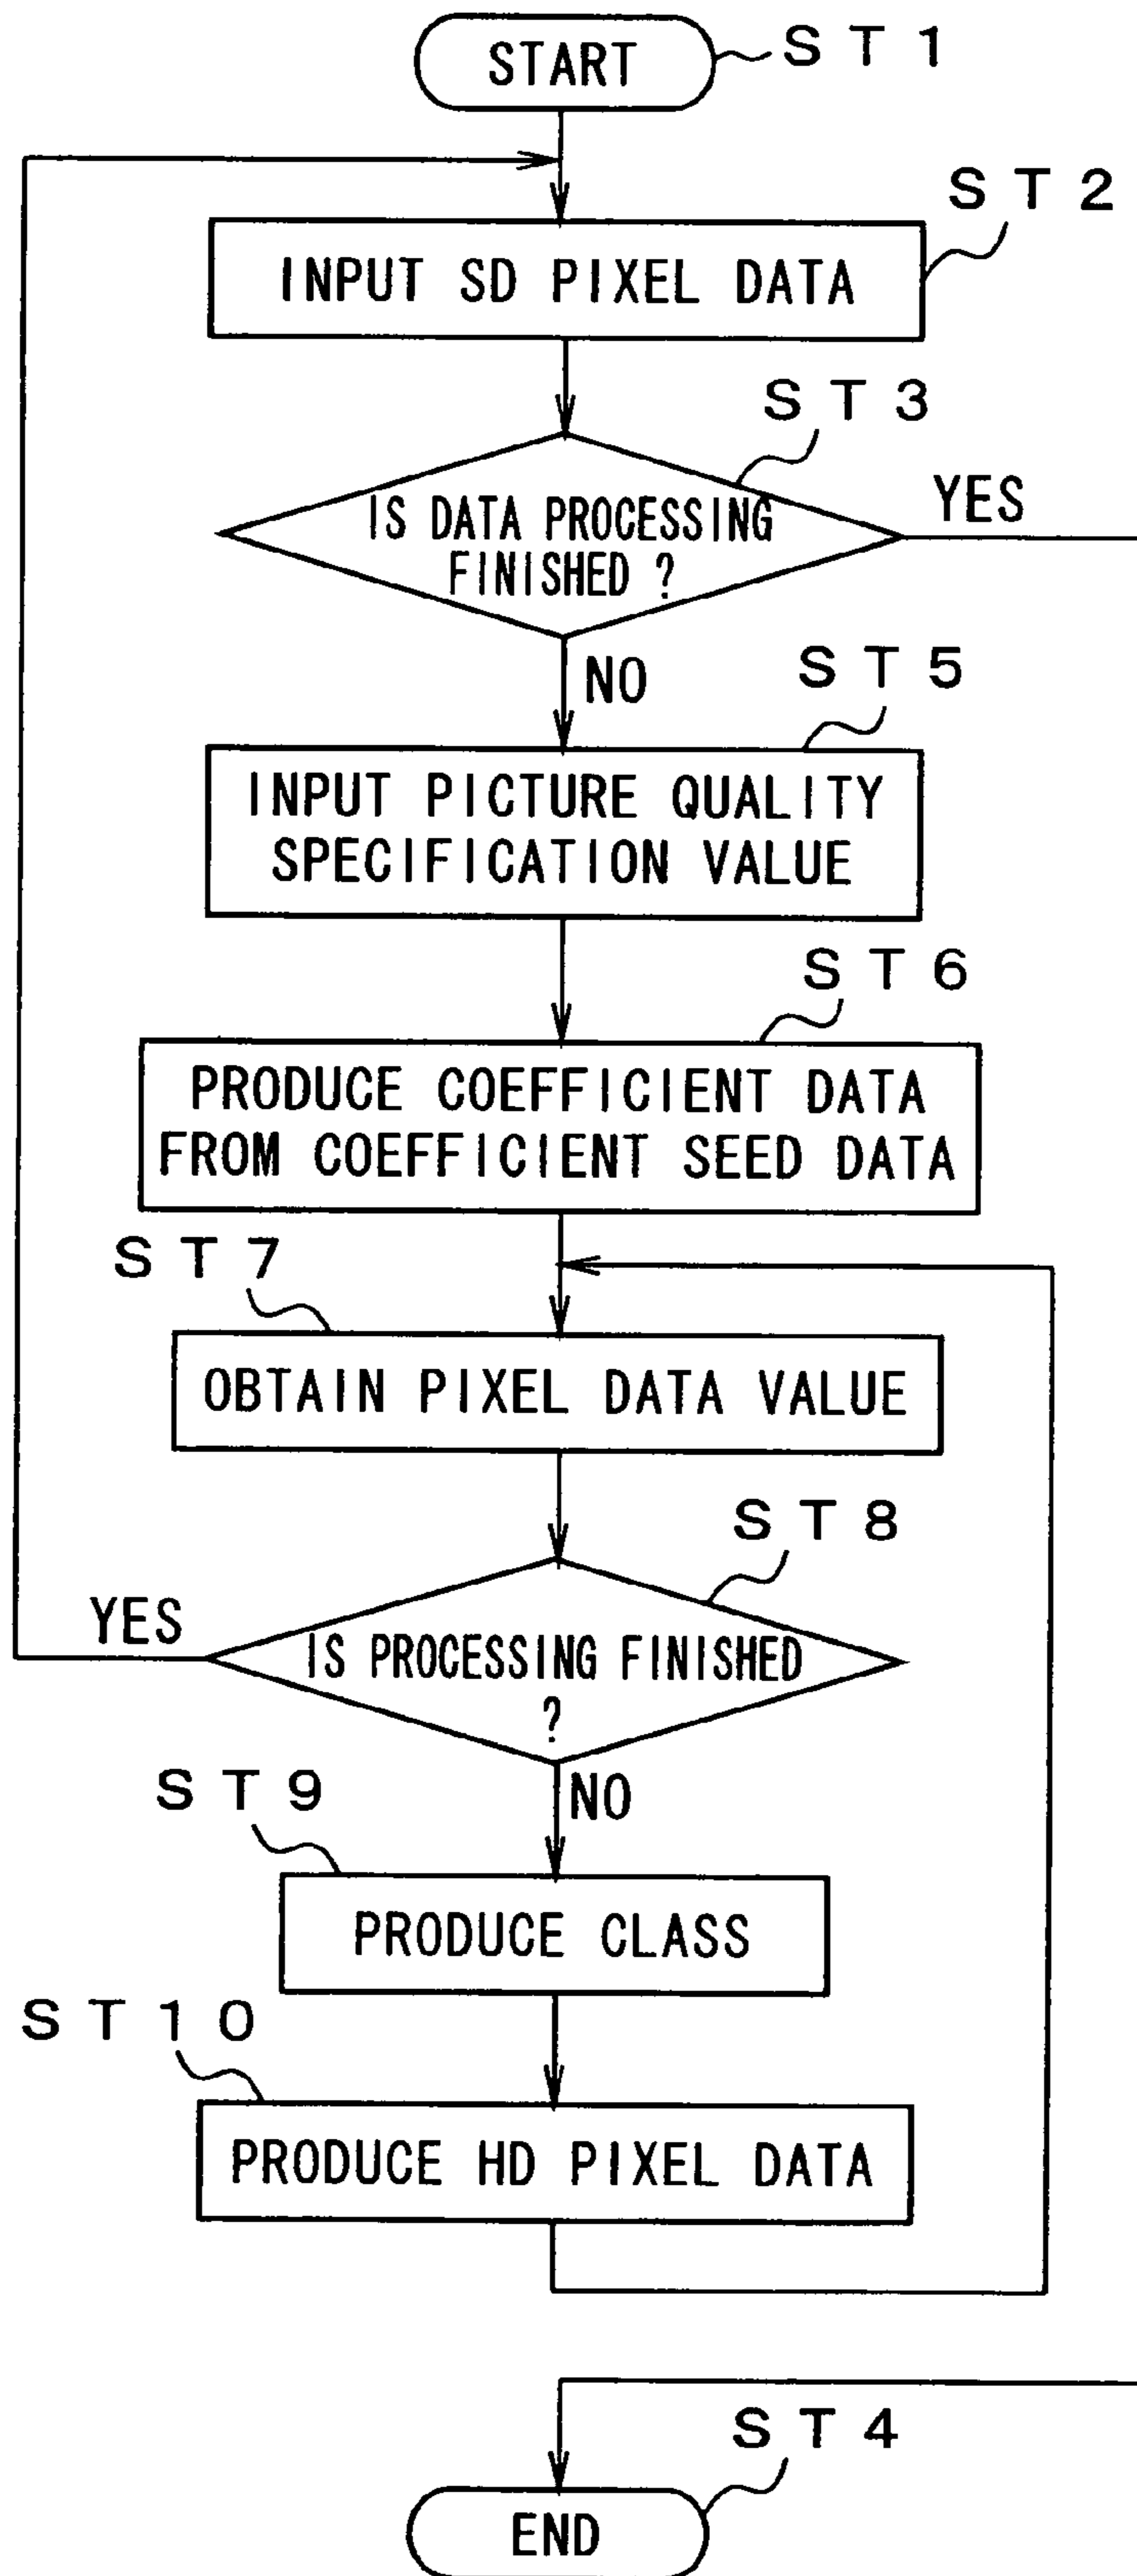 START
ST1
ST2
INPUT SD PIXEL DATA
ST3
IS DATA PROCESSING
FINISHED ?
YES
NO
ST5
INPUT PICTURE QUALITY
SPECIFICATION VALUE
ST6
PRODUCE COEFFICIENT DATA
FROM COEFFICIENT SEED DATA
ST7
OBTAIN PIXEL DATA VALUE
ST8
YES
IS PROCESSING FINISHED
?
NO
ST9
PRODUCE CLASS
ST10
PRODUCE HD PIXEL DATA
ST4
END